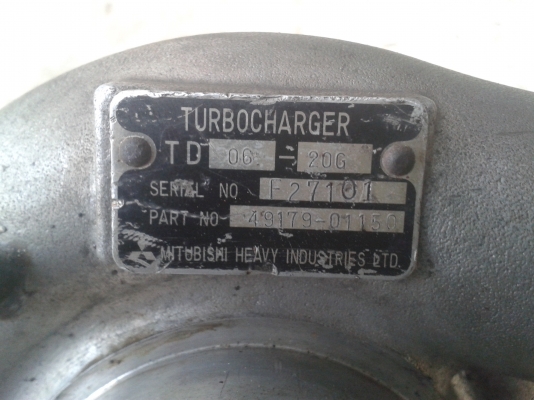 TURBOCHARGER
TD 06 - 20G
SERIAL NO F27101
PART NO 49179-01150
MITUBISHI HEAVY INDUSTRIES LTD.